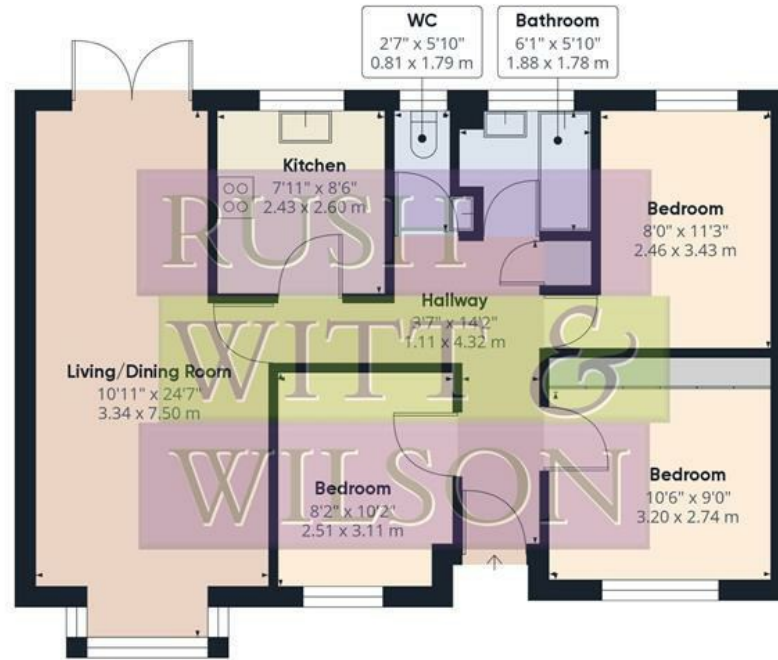 WC
2'7" x 5'10"
0.81 x 1.79 m
Bathroom
6'1" x 5'10"
1.88 x 1.78 m
Kitchen
7'11" x 8'6"
2.43 x 2.60 m
Bedroom
8'0" x 11'3"
2.46 x 3.43 m
RUSH
Hallway
3'7" x 14'2"
1.11 x 4.32 m
WITT &
Living/Dining Room
10'11" x 24'7"
3.34 x 7.50 m
WILSON
Bedroom
8'2" x 10'2"
2.51 x 3.11 m
Bedroom
10'6" x 9'0"
3.20 x 2.74 m